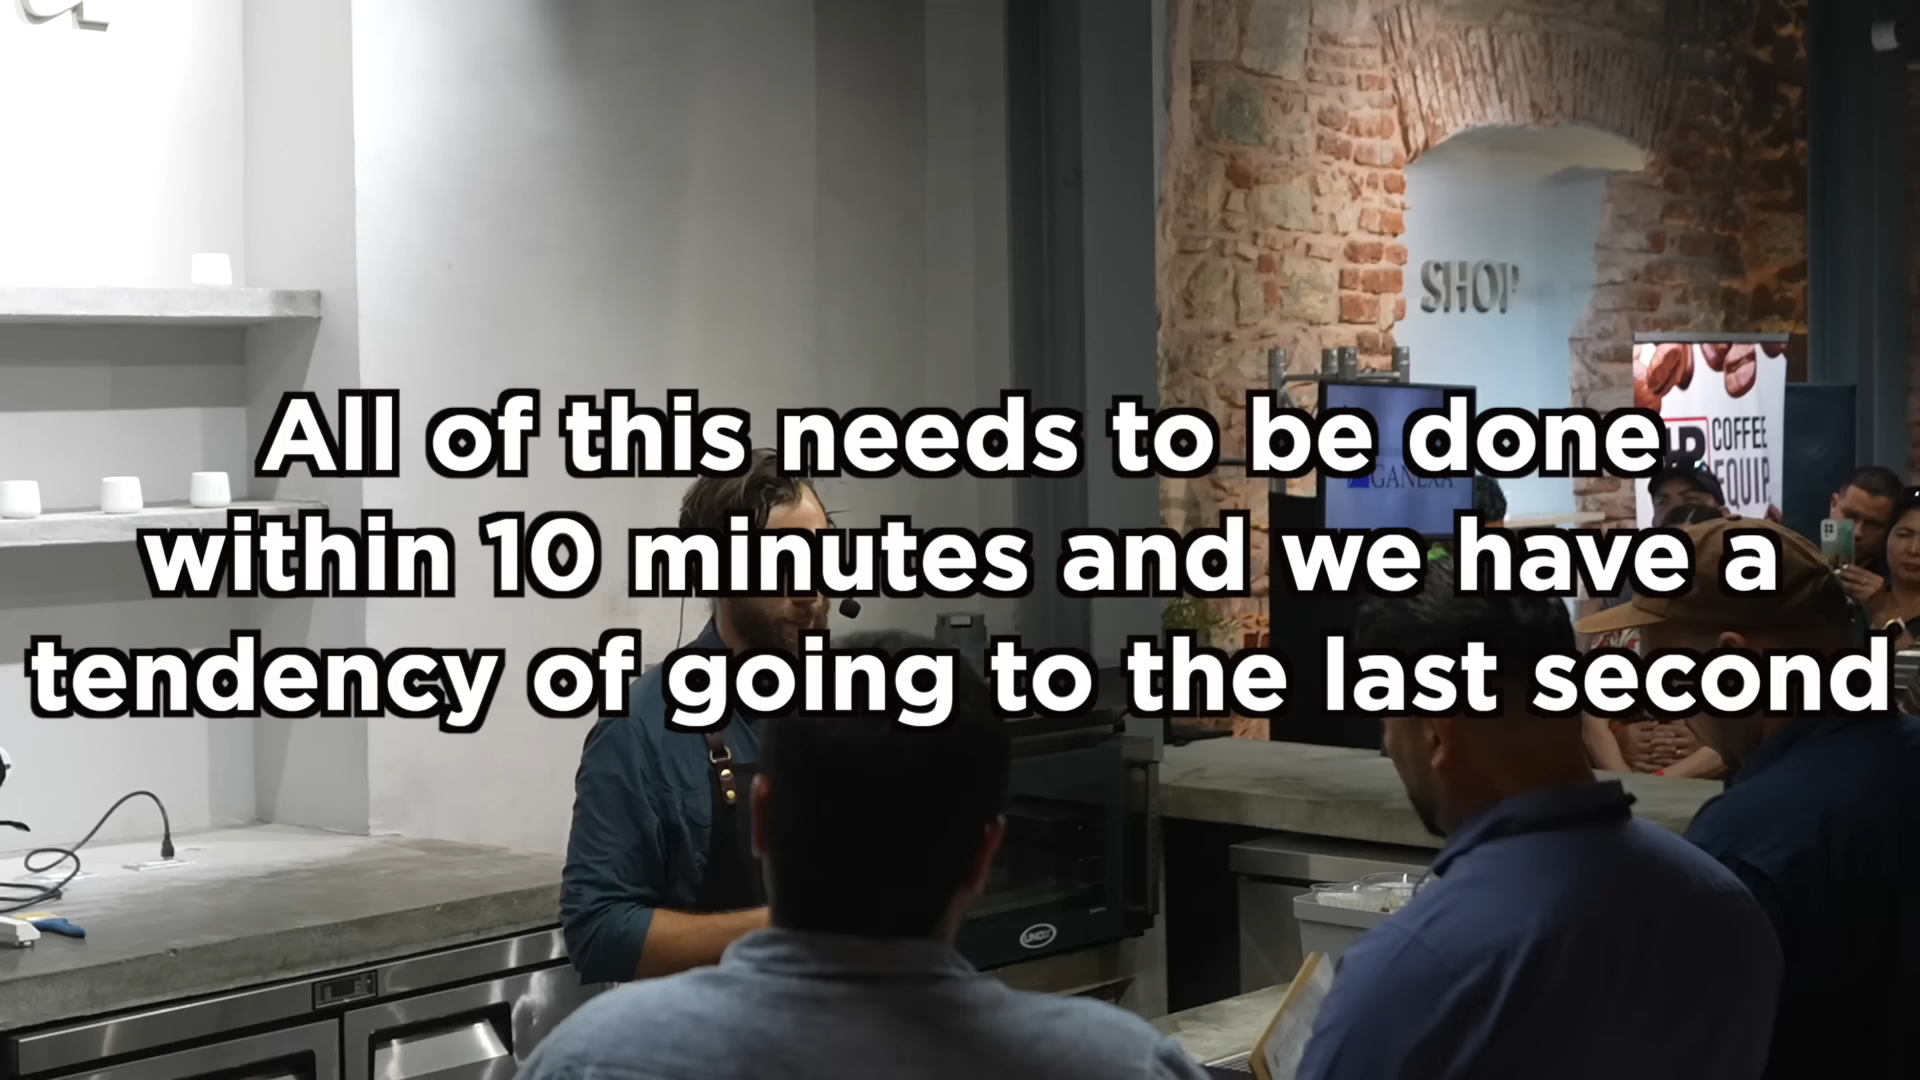 SHOP
COFFEE
EQUIP.
All of this needs to be done
within 10 minutes and we have a
tendency of going to the last second
UNOX